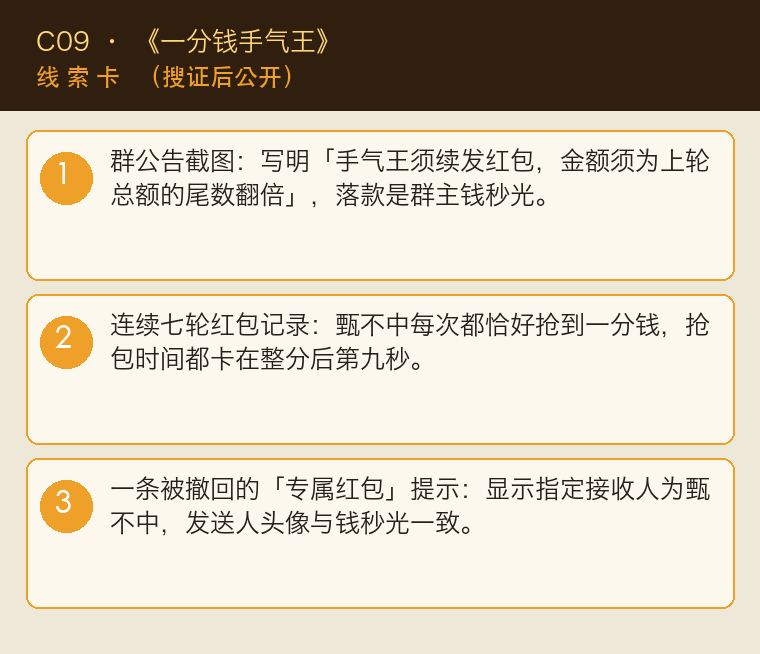 C09 · 《一分钱手气王》
线索卡 （搜证后公开）
1
群公告截图：写明「手气王须续发红包，金额须为上轮
总额的尾数翻倍」，落款是群主钱秒光。
2
连续七轮红包记录：甄不中每次都恰好抢到一分钱，抢
包时间都卡在整分后第九秒。
3
一条被撤回的「专属红包」提示：显示指定接收人为甄
不中，发送人头像与钱秒光一致。